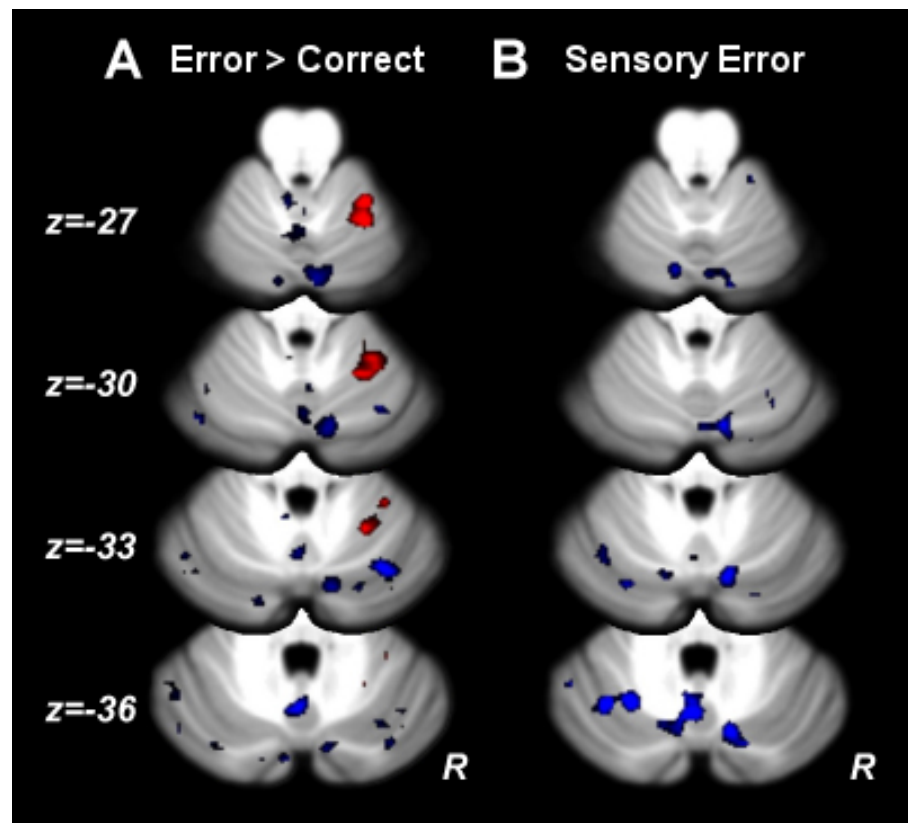 A Error > Correct
B Sensory Error
z=-27
z=-30
z=-33
z=-36
R
R